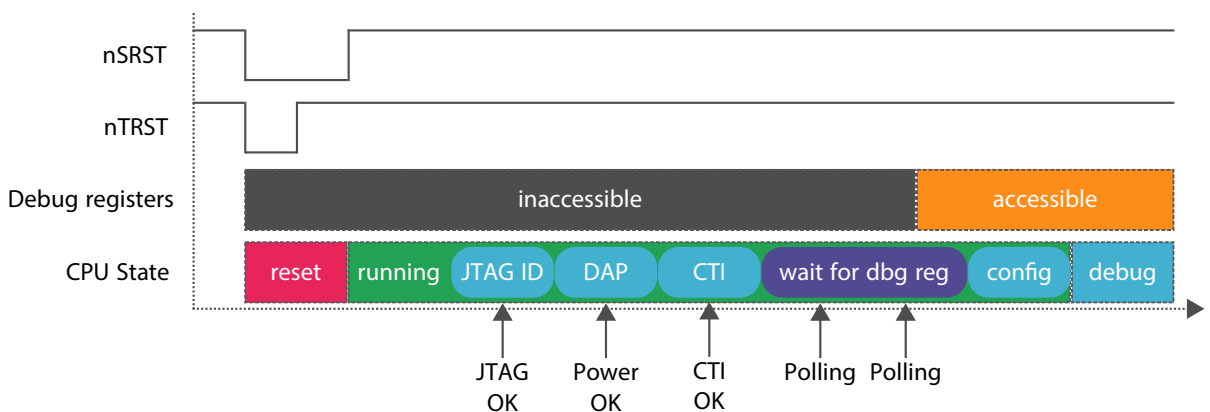 nSRST
nTRST
Debug registers
inaccessible
accessible
CPU State
reset
running
JTAG ID
DAP
CTI
wait for dbg reg
config
debug
JTAG
OK
Power
OK
CTI
OK
Polling
Polling